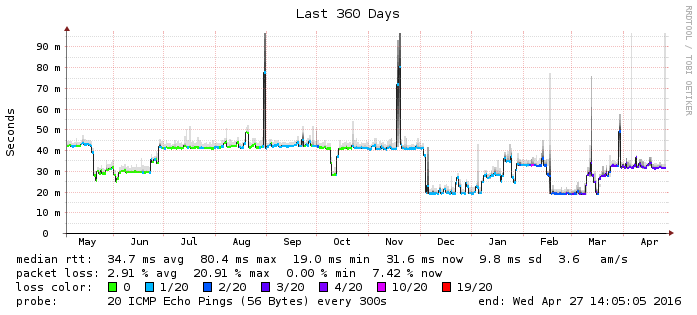 Last 360 Days
RRDTOOL / TOBI OETIKER
Seconds
90 m
80 m
70 m
60 m
50 m
40 m
30 m
20 m
10 m
0
May Jun Jul Aug Sep Oct Nov Dec Jan Feb Mar Apr
median rtt: 34.7 ms avg 80.4 ms max 19.0 ms min 31.6 ms now 9.8 ms sd 3.6 am/s
packet loss: 2.91 % avg 20.91 % max 0.00 % min 7.42 % now
loss color: 0 1/20 2/20 3/20 4/20 10/20 19/20
probe: 20 ICMP Echo Pings (56 Bytes) every 300s end: Wed Apr 27 14:05:05 2016